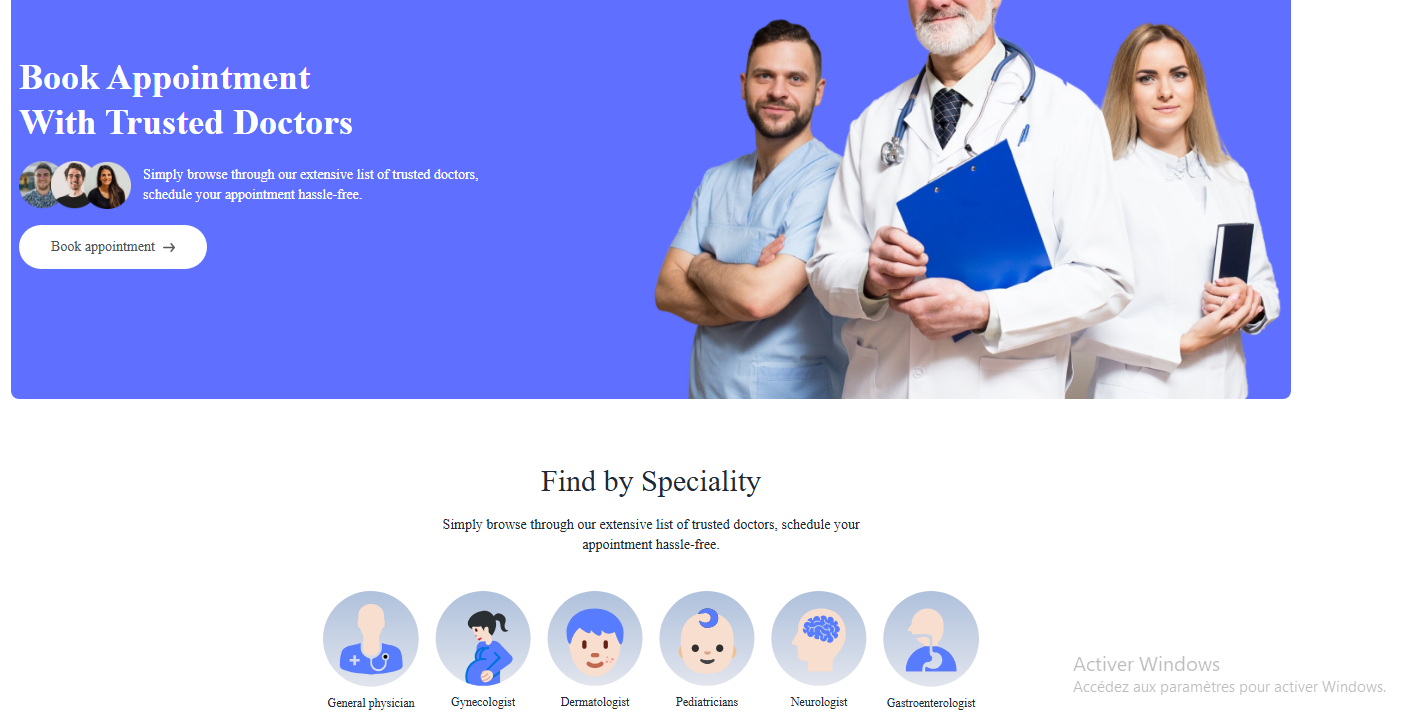 Book Appointment
With Trusted Doctors
Simply browse through our extensive list of trusted doctors,
schedule your appointment hassle-free.
Book appointment →
Find by Speciality
Simply browse through our extensive list of trusted doctors, schedule your
appointment hassle-free.
General physician
Gynecologist
Dermatologist
Pediatricians
Neurologist
Gastroenterologist
Activer Windows
Accédez aux paramètres pour activer Windows.